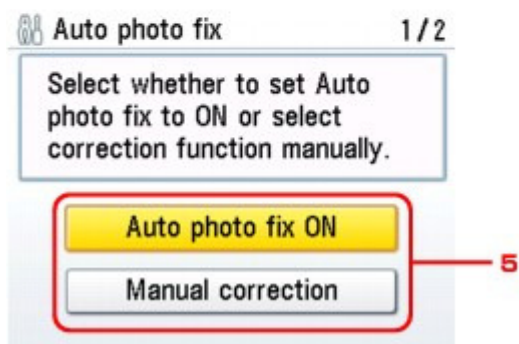 Auto photo fix 1/2
Select whether to set Auto
photo fix to ON or select
correction function manually.
Auto photo fix ON
5
Manual correction